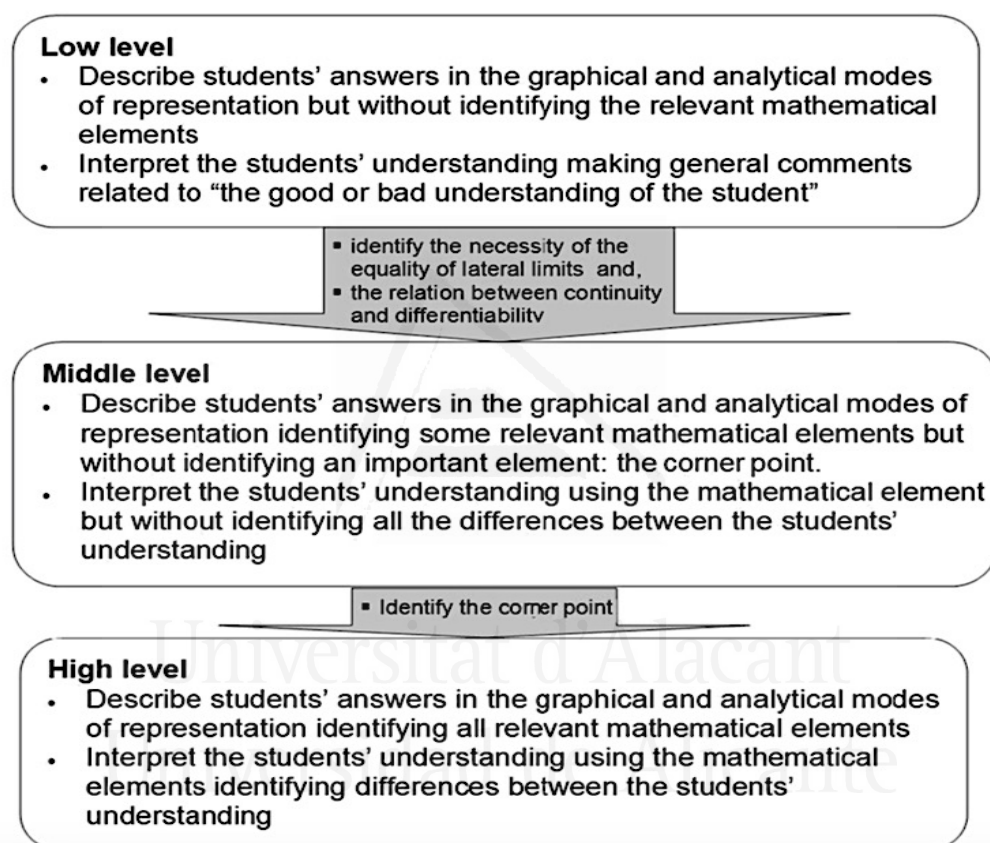 Low level
• Describe students' answers in the graphical and analytical modes
of representation but without identifying the relevant mathematical
elements
• Interpret the students' understanding making general comments
related to “the good or bad understanding of the student”
▪ identify the necessity of the
equality of lateral limits and,
▪ the relation between continuity
and differentiability
Middle level
• Describe students' answers in the graphical and analytical modes of
representation identifying some relevant mathematical elements but
without identifying an important element: the corner point.
• Interpret the students' understanding using the mathematical element
but without identifying all the differences between the students'
understanding
▪ Identify the corner point
Universitat d'Alacant
High level
• Describe students' answers in the graphical and analytical modes
of representation identifying all relevant mathematical elements
• Interpret the students' understanding using the mathematical
Universidad de Alicante
elements identifying differences between the students'
understanding